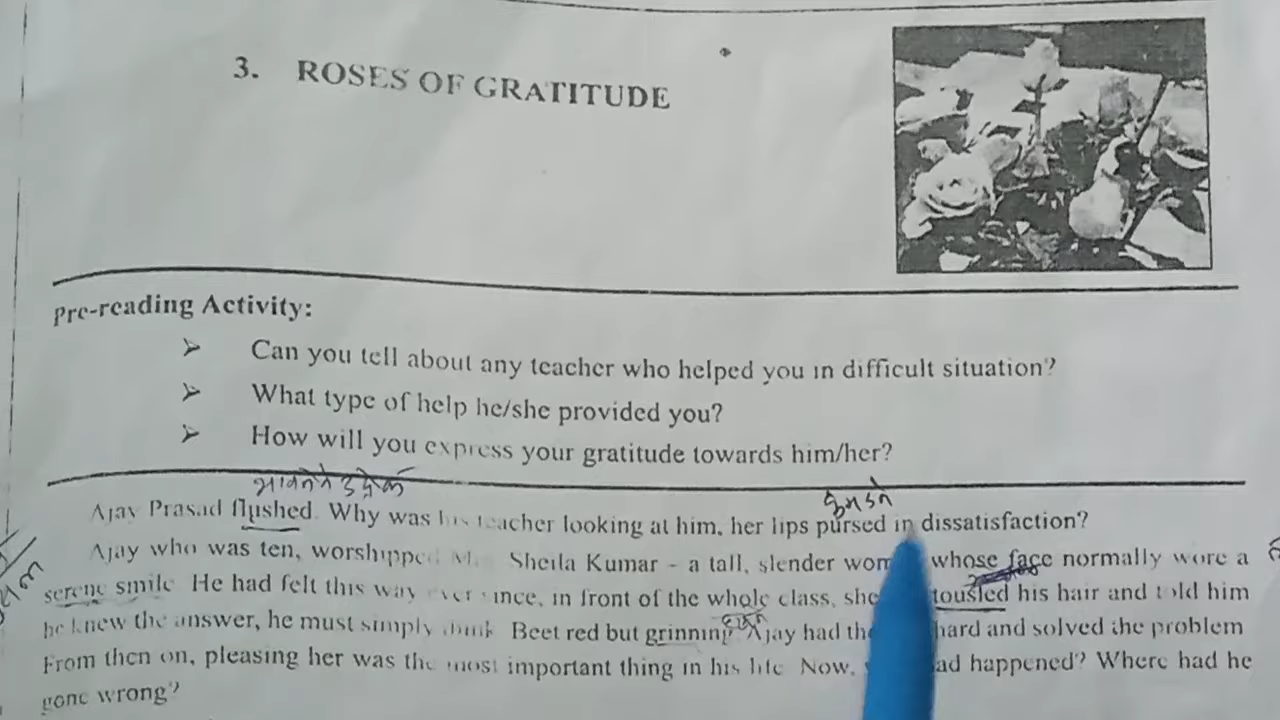 3. ROSES OF GRATITUDE
Pre-reading Activity:
➤ Can you tell about any teacher who helped you in difficult situation?
➤ What type of help he/she provided you?
➤ How will you express your gratitude towards him/her?
Ajay Prasad flushed. Why was his teacher looking at him, her lips pursed in dissatisfaction?
Ajay who was ten, worshipped Sheila Kumar - a tall, slender whose face normally wore a
serene smile He had felt this way ever since, in front of the whole class, she tousled his hair and told him
he knew the answer, he must simply think Beet red but grinning Ajay had hard and solved the problem
From then on, pleasing her was the most important thing in his life Now, had happened? Where had he
gone wrong?